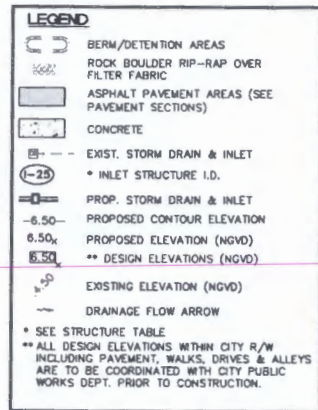 LEGEND
BERM/DETENTION AREAS
ROCK BOULDER RIP-RAP OVER
FILTER FABRIC
ASPHALT PAVEMENT AREAS (SEE
PAVEMENT SECTIONS)
CONCRETE
EXIST. STORM DRAIN & INLET
I-25 * INLET STRUCTURE I.D.
PROP. STORM DRAIN & INLET
-6.50- PROPOSED CONTOUR ELEVATION
6.50x PROPOSED ELEVATION (NGVD)
6.50x ** DESIGN ELEVATIONS (NGVD)
6.50 EXISTING ELEVATION (NGVD)
DRAINAGE FLOW ARROW
* SEE STRUCTURE TABLE
** ALL DESIGN ELEVATIONS WITHIN CITY R/W
INCLUDING PAVEMENT, WALKS, DRIVES & ALLEYS
ARE TO BE COORDINATED WITH CITY PUBLIC
WORKS DEPT. PRIOR TO CONSTRUCTION.